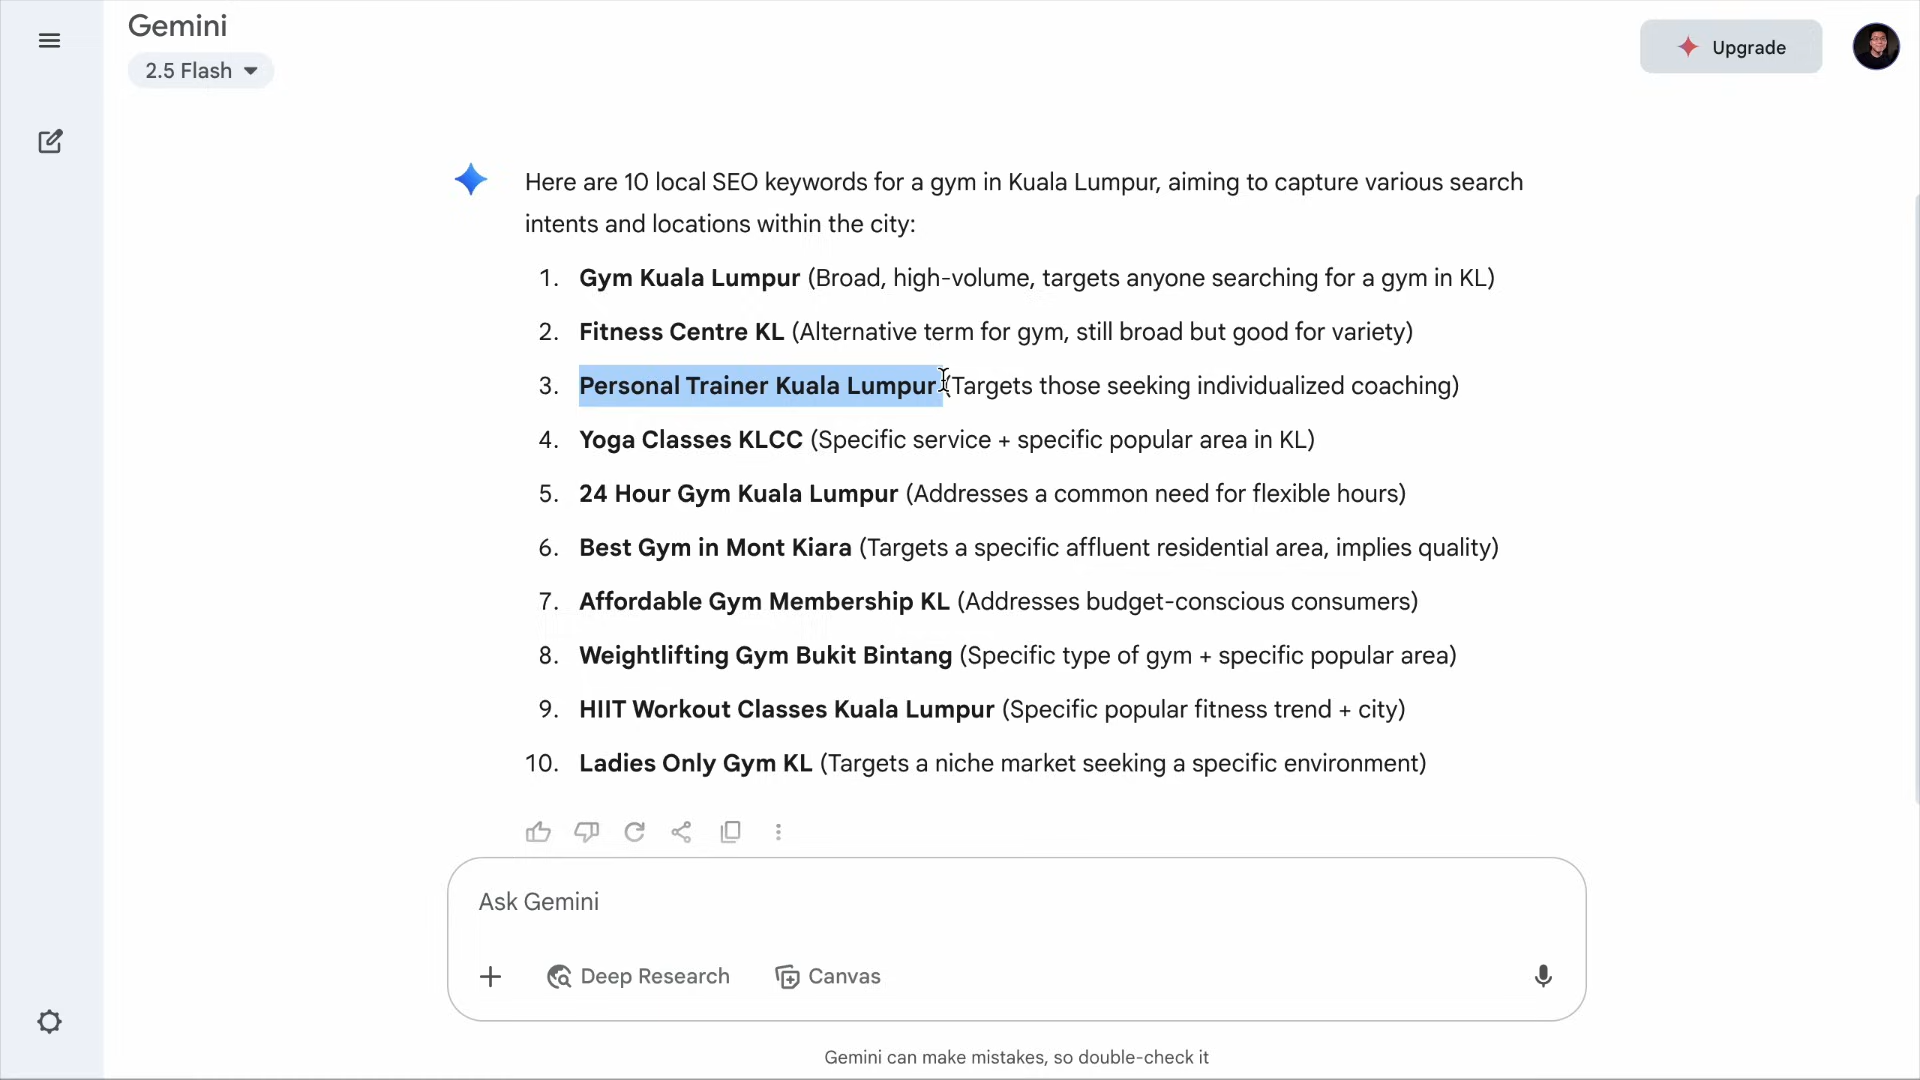 Gemini
2.5 Flash
Upgrade
Here are 10 local SEO keywords for a gym in Kuala Lumpur, aiming to capture various search
intents and locations within the city:
1. Gym Kuala Lumpur (Broad, high-volume, targets anyone searching for a gym in KL)
2. Fitness Centre KL (Alternative term for gym, still broad but good for variety)
3. Personal Trainer Kuala Lumpur (Targets those seeking individualized coaching)
4. Yoga Classes KLCC (Specific service + specific popular area in KL)
5. 24 Hour Gym Kuala Lumpur (Addresses a common need for flexible hours)
6. Best Gym in Mont Kiara (Targets a specific affluent residential area, implies quality)
7. Affordable Gym Membership KL (Addresses budget-conscious consumers)
8. Weightlifting Gym Bukit Bintang (Specific type of gym + specific popular area)
9. HIIT Workout Classes Kuala Lumpur (Specific popular fitness trend + city)
10. Ladies Only Gym KL (Targets a niche market seeking a specific environment)
Ask Gemini
Deep Research
Canvas
Gemini can make mistakes, so double-check it